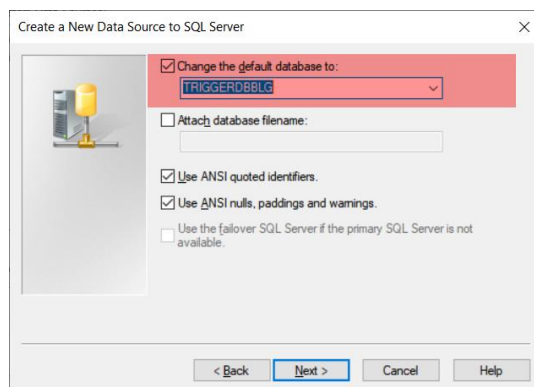 Create a New Data Source to SQL Server
Change the default database to:
TRIGGERDBBLG
Attach database filename:
Use ANSI quoted identifiers.
Use ANSI nulls, paddings and warnings.
Use the failover SQL Server if the primary SQL Server is not
available.
< Back
Next >
Cancel
Help